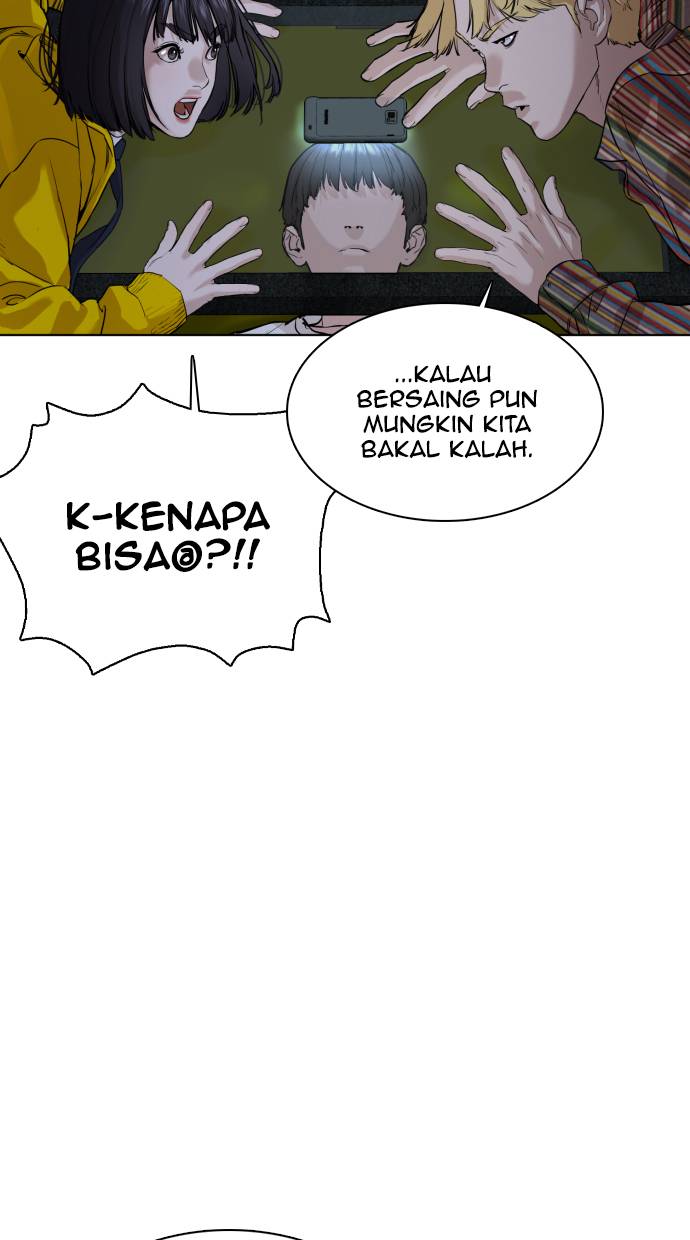 ...KALAU
BERSAING PUN
MUNGKIN KITA
BAKAL KALAH.
K-KENAPA
BISA@?!!